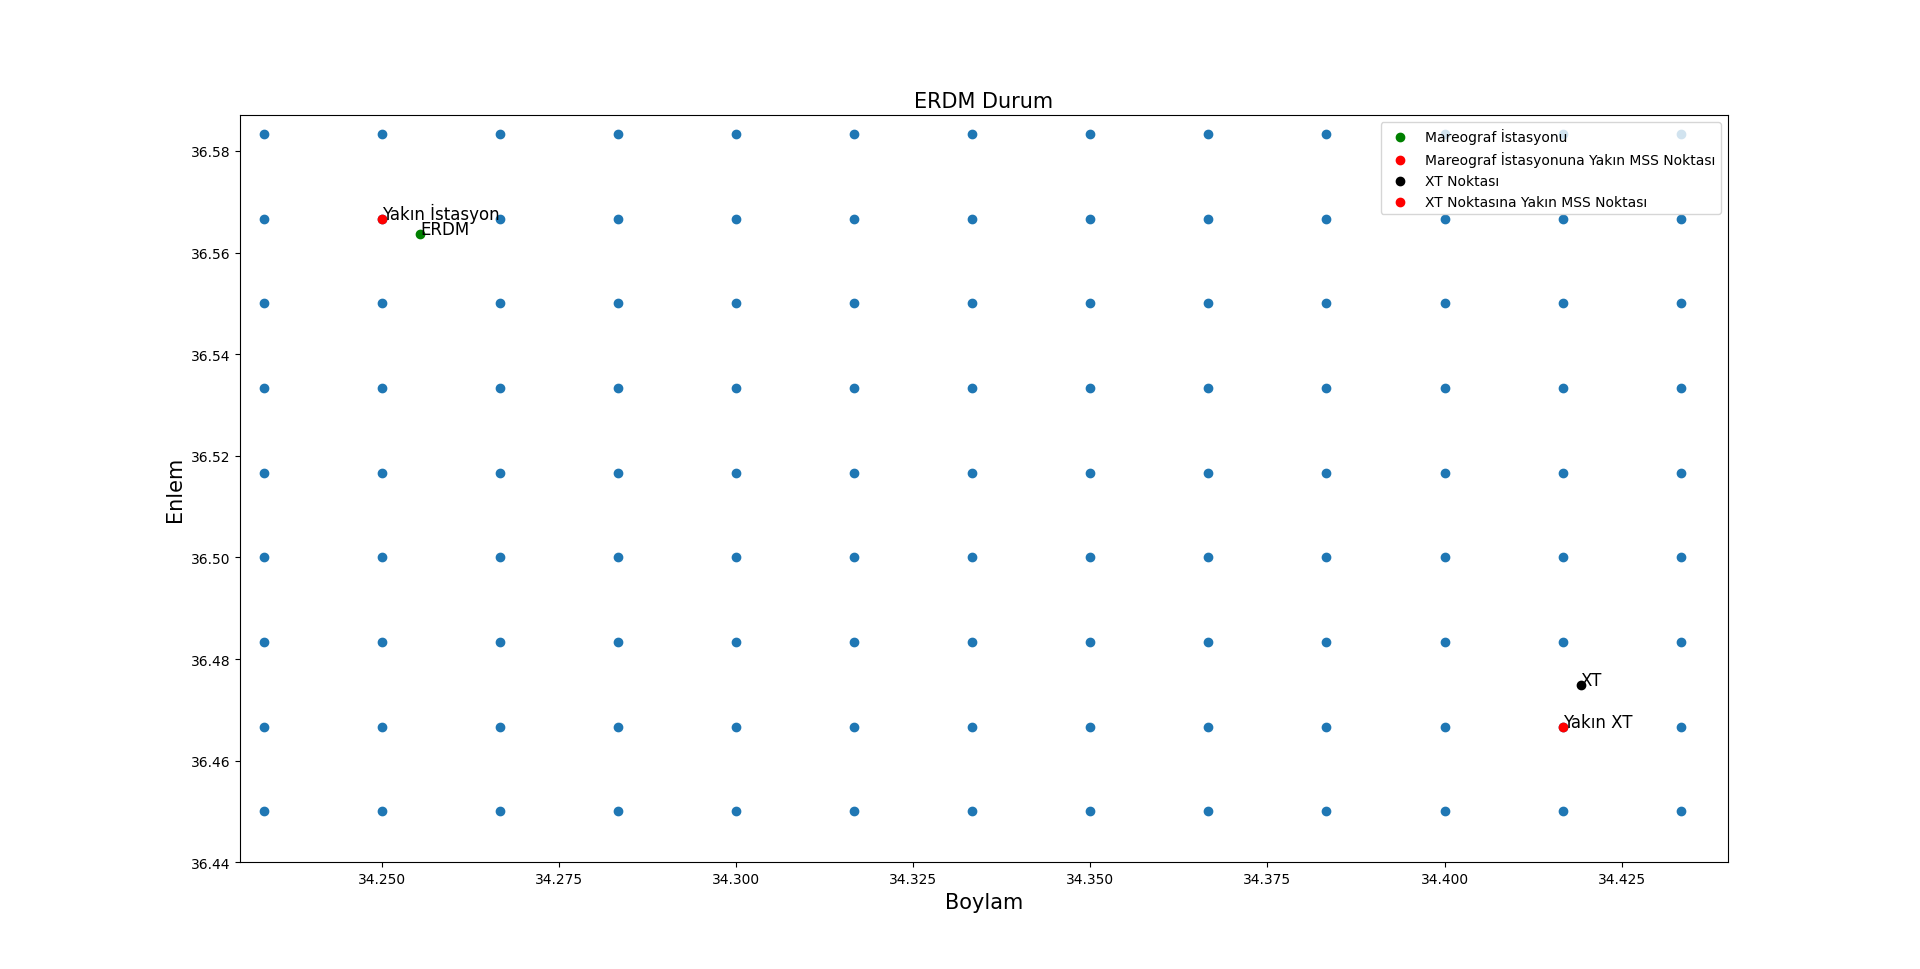 ERDM Durum
Mareograf İstasyonu
Mareograf İstasyonuna Yakın MSS Noktası
XT Noktası
XT Noktasına Yakın MSS Noktası
Yakın İstasyon
ERDM
XT
Yakın XT
36.58
36.56
36.54
36.52
36.50
36.48
36.46
36.44
Enlem
34.250
34.275
34.300
34.325
34.350
34.375
34.400
34.425
Boylam